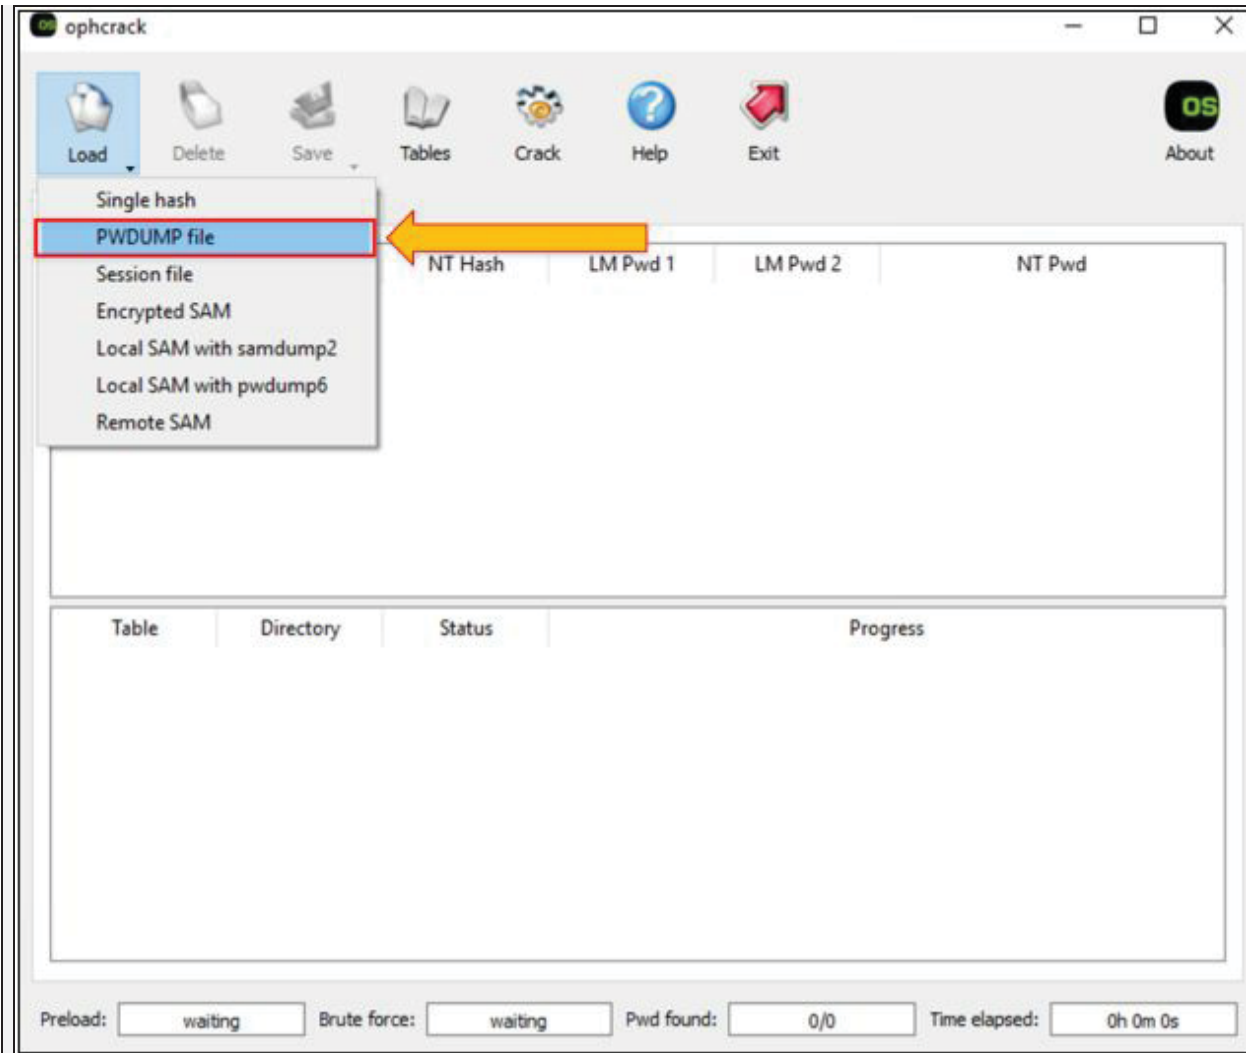 OS ophcrack
OS
Load Delete Save Tables Crack Help Exit About
Single hash
PWDUMP file
NT Hash LM Pwd 1 LM Pwd 2 NT Pwd
Session file
Encrypted SAM
Local SAM with samdump2
Local SAM with pwdump6
Remote SAM
Table Directory Status Progress
Preload: waiting Brute force: waiting Pwd found: 0/0 Time elapsed: 0h 0m 0s